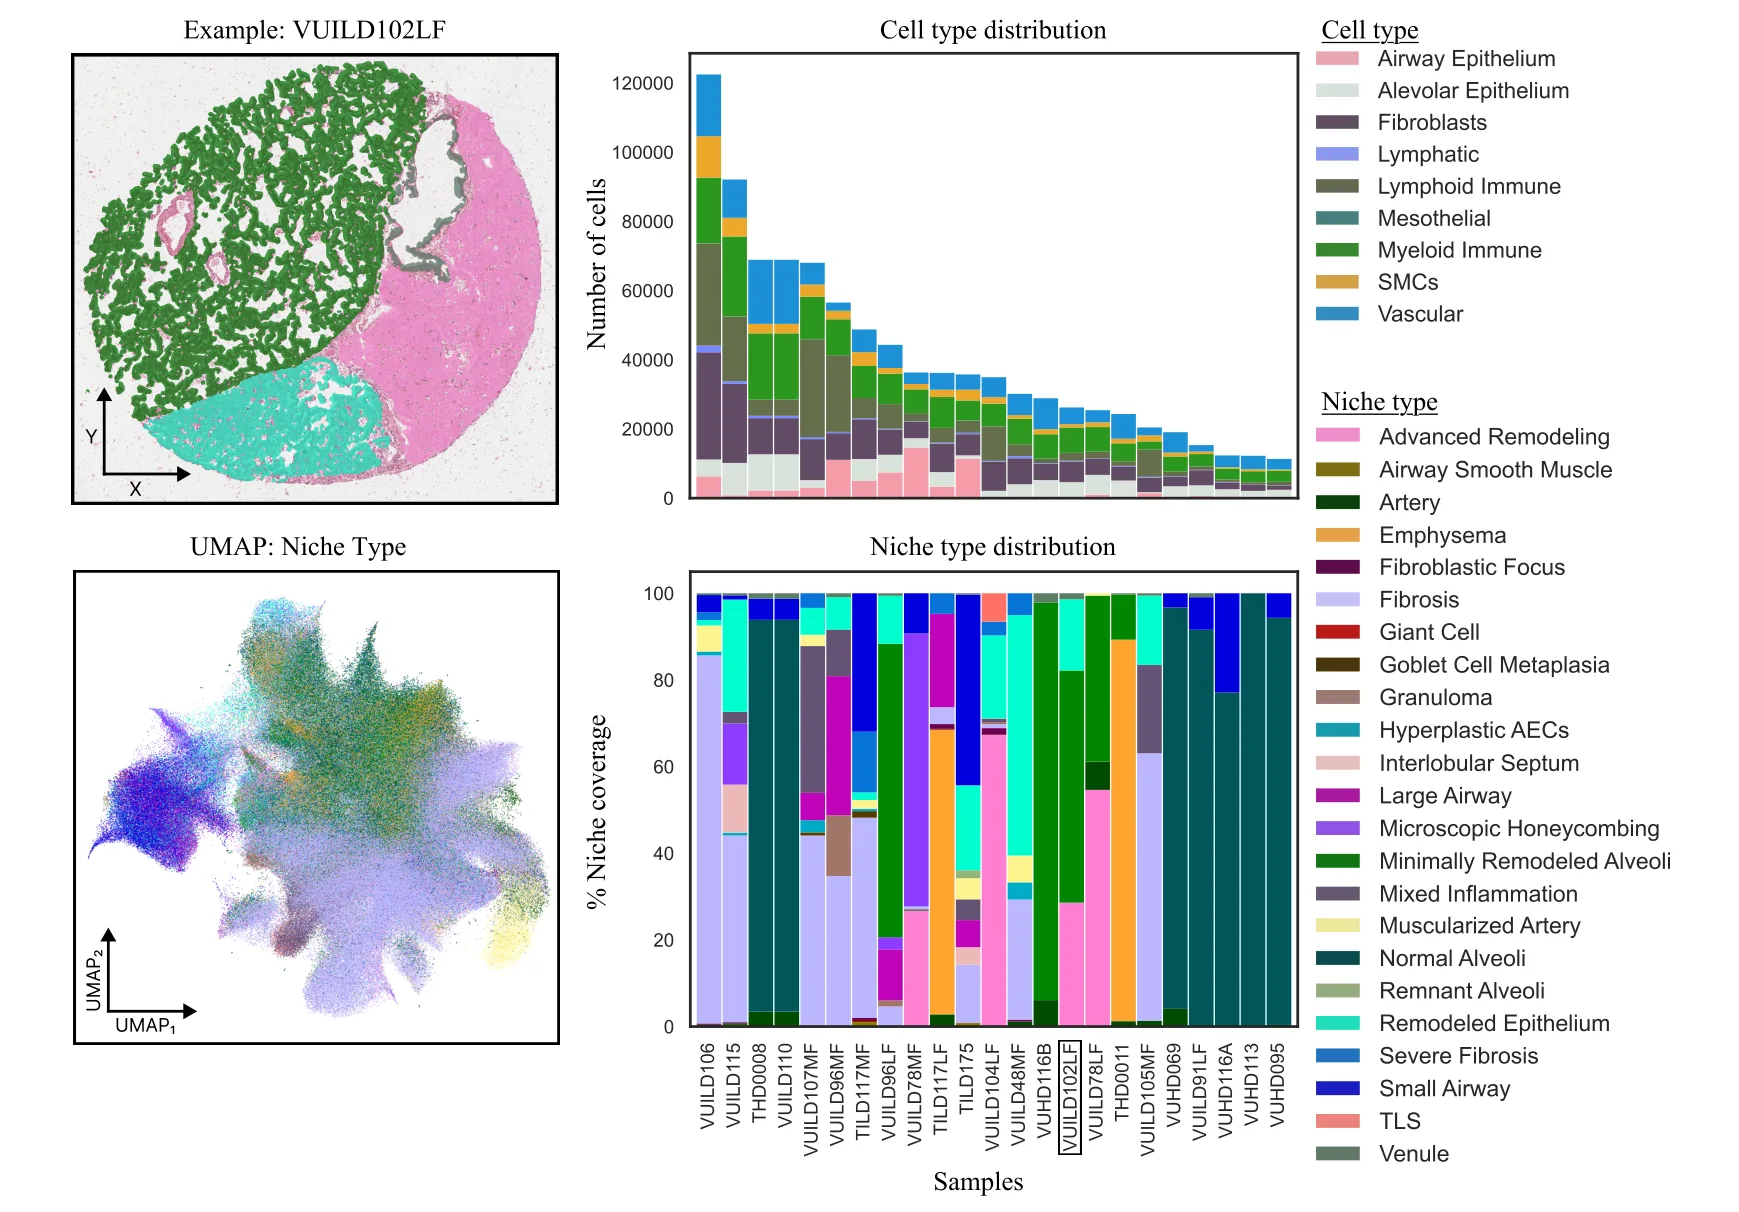 Example: VUILD102LF
Y
X
UMAP: Niche Type
UMAP₂
UMAP₁
Cell type distribution
Number of cells
120000
100000
80000
60000
40000
20000
0
Niche type distribution
% Niche coverage
100
80
60
40
20
0
VUILD106
VUILD115
THD0008
VUILD110
VUILD107MF
VUILD96MF
TILD117MF
VUILD96LF
VUILD78MF
TILD117LF
TILD175
VUILD104LF
VUILD48MF
VUHD116B
VUILD102LF
VUILD78LF
THD0011
VUILD105MF
VUHD069
VUILD91LF
VUHD116A
VUHD113
VUHD095
Samples
Cell type
Airway Epithelium
Alevolar Epithelium
Fibroblasts
Lymphatic
Lymphoid Immune
Mesothelial
Myeloid Immune
SMCs
Vascular
Niche type
Advanced Remodeling
Airway Smooth Muscle
Artery
Emphysema
Fibroblastic Focus
Fibrosis
Giant Cell
Goblet Cell Metaplasia
Granuloma
Hyperplastic AECs
Interlobular Septum
Large Airway
Microscopic Honeycombing
Minimally Remodeled Alveoli
Mixed Inflammation
Muscularized Artery
Normal Alveoli
Remnant Alveoli
Remodeled Epithelium
Severe Fibrosis
Small Airway
TLS
Venule